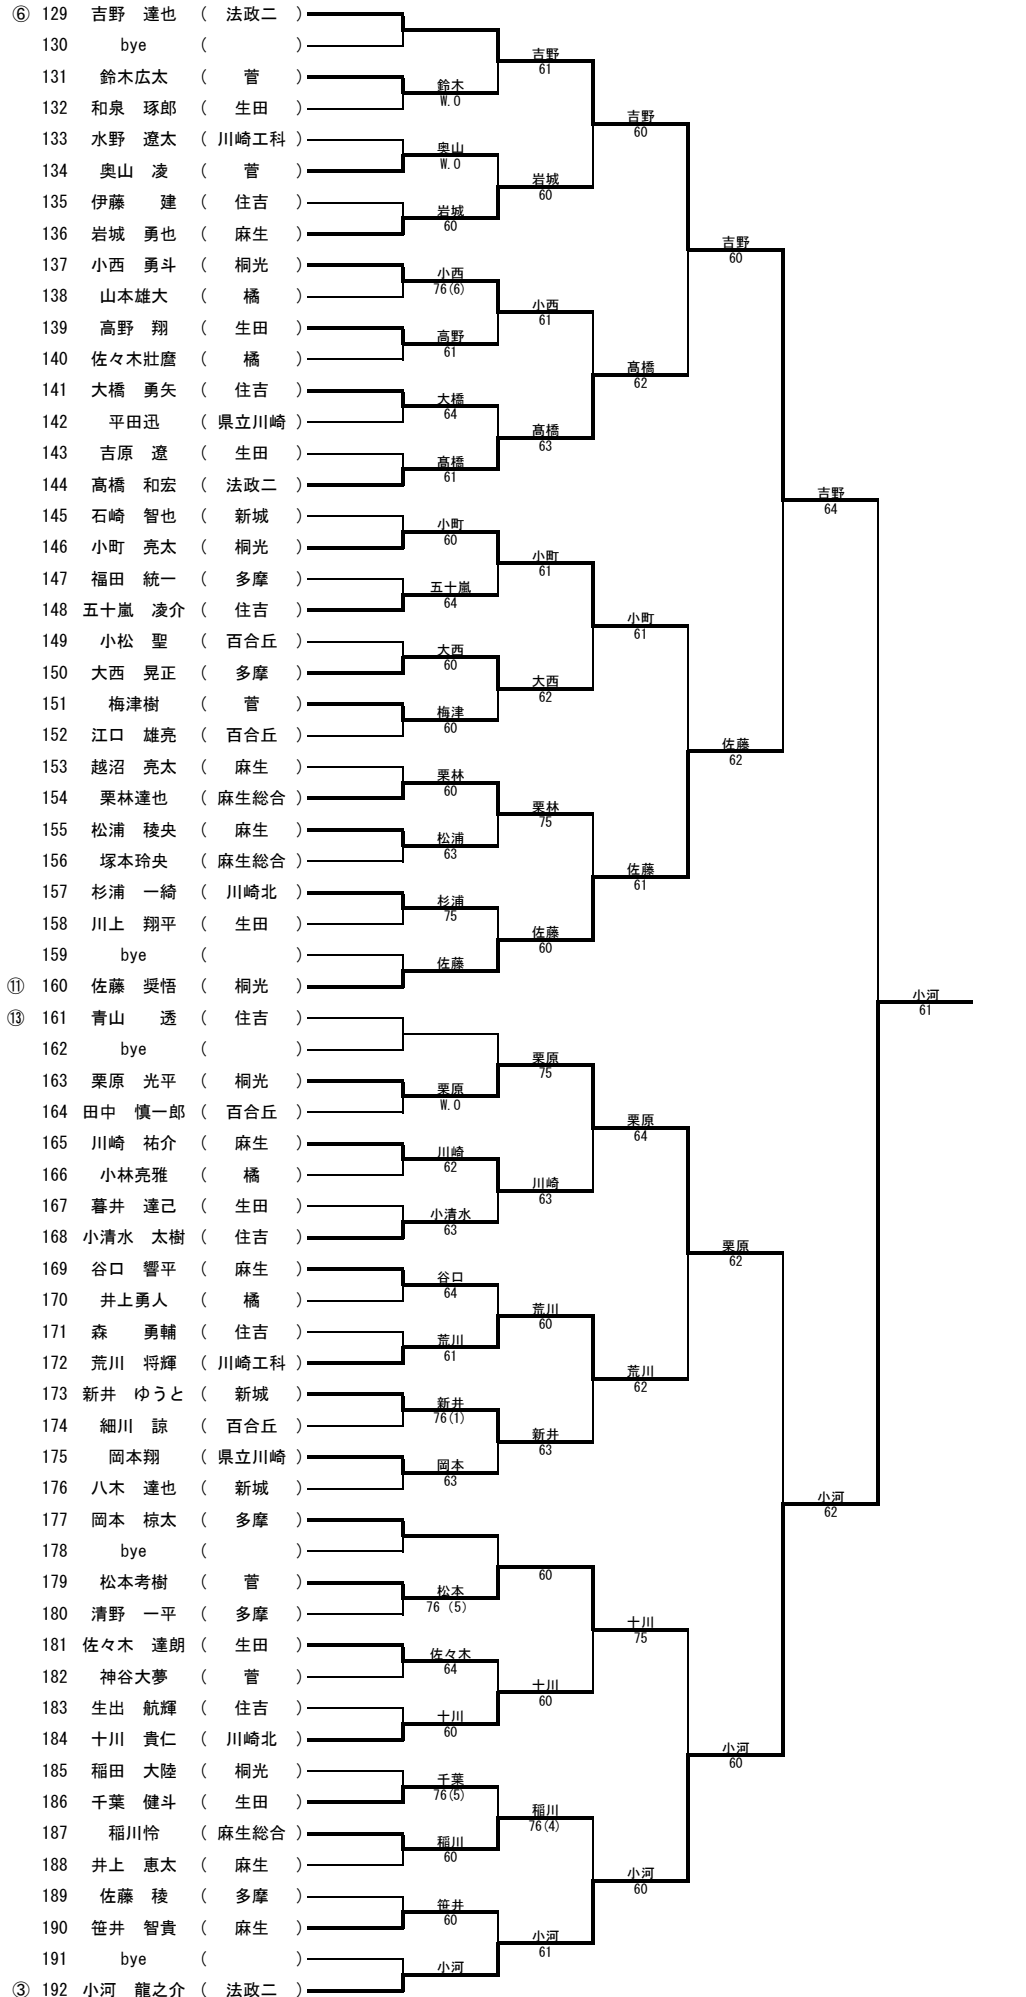 ⑥ 129 吉野 達也 ( 法政二 )
130 bye ( )
吉野
61
131 鈴木広太 ( 菅 )
鈴木
W.O
132 和泉 琢郎 ( 生田 )
吉野
60
133 水野 遼太 ( 川崎工科 )
奥山
W.O
134 奥山 凌 ( 菅 )
岩城
60
135 伊藤 建 ( 住吉 )
岩城
60
136 岩城 勇也 ( 麻生 )
吉野
60
137 小西 勇斗 ( 桐光 )
小西
76(6)
138 山本雄大 ( 橘 )
小西
61
139 高野 翔 ( 生田 )
高野
61
140 佐々木壮麿 ( 橘 )
髙橋
62
141 大橋 勇矢 ( 住吉 )
大橋
64
142 平田迅 ( 県立川崎 )
髙橋
63
143 吉原 遼 ( 生田 )
髙橋
61
144 髙橋 和宏 ( 法政二 )
吉野
64
145 石崎 智也 ( 新城 )
小町
60
146 小町 亮太 ( 桐光 )
小町
61
147 福田 統一 ( 多摩 )
五十嵐
64
148 五十嵐 凌介 ( 住吉 )
小町
61
149 小松 聖 ( 百合丘 )
大西
60
150 大西 晃正 ( 多摩 )
大西
62
151 梅津樹 ( 菅 )
梅津
60
152 江口 雄亮 ( 百合丘 )
佐藤
62
153 越沼 亮太 ( 麻生 )
栗林
60
154 栗林達也 ( 麻生総合 )
栗林
75
155 松浦 稜央 ( 麻生 )
松浦
63
156 塚本玲央 ( 麻生総合 )
佐藤
61
157 杉浦 一綺 ( 川崎北 )
杉浦
75
158 川上 翔平 ( 生田 )
佐藤
60
159 bye ( )
佐藤
⑪ 160 佐藤 奨悟 ( 桐光 )
小河
61
⑬ 161 青山 透 ( 住吉 )
162 bye ( )
栗原
75
163 栗原 光平 ( 桐光 )
栗原
W.O
164 田中 慎一郎 ( 百合丘 )
栗原
64
165 川崎 祐介 ( 麻生 )
川崎
62
166 小林亮雅 ( 橘 )
川崎
63
167 暮井 達己 ( 生田 )
小清水
63
168 小清水 太樹 ( 住吉 )
栗原
62
169 谷口 響平 ( 麻生 )
谷口
64
170 井上勇人 ( 橘 )
荒川
60
171 森 勇輔 ( 住吉 )
荒川
61
172 荒川 将輝 ( 川崎工科 )
荒川
62
173 新井 ゆうと ( 新城 )
新井
76(1)
174 細川 諒 ( 百合丘 )
新井
63
175 岡本翔 ( 県立川崎 )
岡本
63
176 八木 達也 ( 新城 )
小河
62
177 岡本 椋太 ( 多摩 )
178 bye ( )
60
179 松本考樹 ( 菅 )
松本
76 (5)
180 清野 一平 ( 多摩 )
十川
75
181 佐々木 達朗 ( 生田 )
佐々木
64
182 神谷大夢 ( 菅 )
十川
60
183 生出 航輝 ( 住吉 )
十川
60
184 十川 貴仁 ( 川崎北 )
小河
60
185 稲田 大陸 ( 桐光 )
千葉
76(5)
186 千葉 健斗 ( 生田 )
稲川
76(4)
187 稲川怜 ( 麻生総合 )
稲川
60
188 井上 恵太 ( 麻生 )
小河
60
189 佐藤 稜 ( 多摩 )
笹井
60
190 笹井 智貴 ( 麻生 )
小河
61
191 bye ( )
小河
③ 192 小河 龍之介 ( 法政二 )